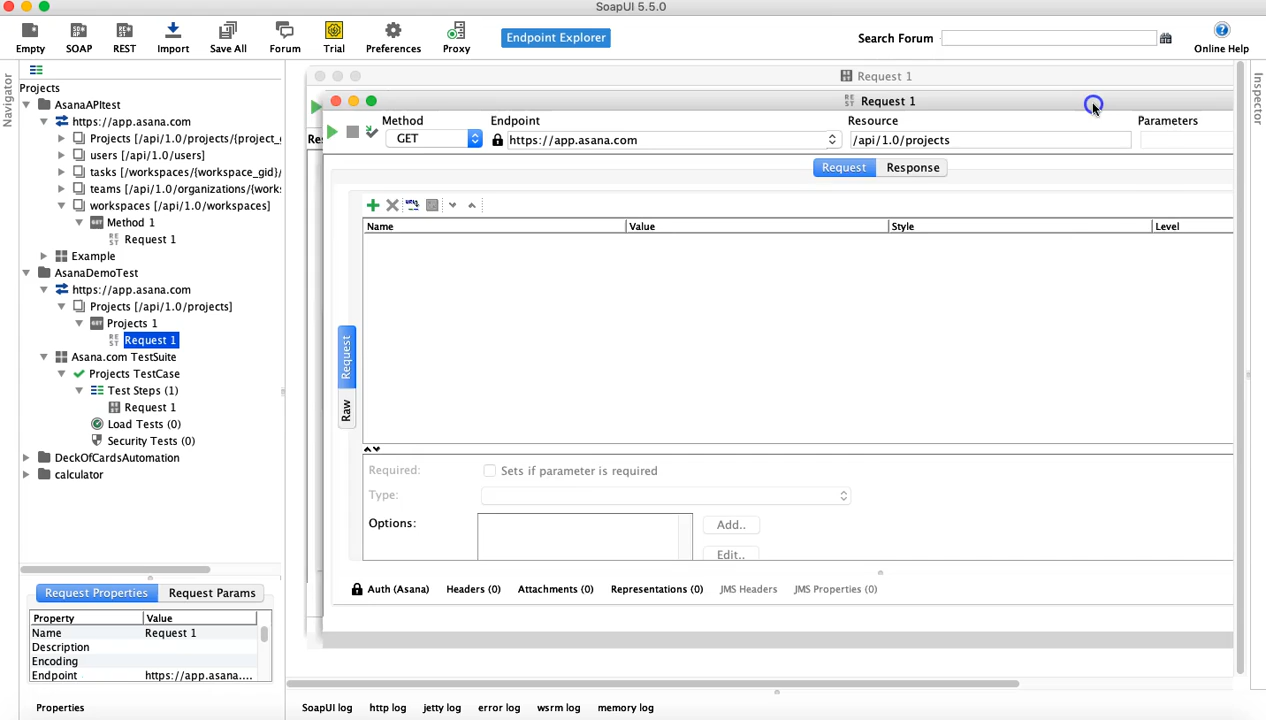 SoapUI 5.5.0
Empty SOAP REST Import Save All Forum Trial Preferences Proxy Endpoint Explorer Search Forum Online Help
Navigator
Projects
AsanaAPItest
https://app.asana.com
Projects [/api/1.0/projects/{project_g
users [/api/1.0/users]
tasks [/workspaces/{workspace_gid}/
teams [/api/1.0/organizations/{works
workspaces [/api/1.0/workspaces]
GET Method 1
REST Request 1
Example
AsanaDemoTest
https://app.asana.com
Projects [/api/1.0/projects]
GET Projects 1
REST Request 1
Asana.com TestSuite
Projects TestCase
Test Steps (1)
Request 1
Load Tests (0)
Security Tests (0)
DeckOfCardsAutomation
calculator
Request Properties Request Params
Property Value
Name Request 1
Description
Encoding
Endpoint https://app.asana....
Properties
Request 1
REST Request 1
Method Endpoint Resource Parameters
GET https://app.asana.com /api/1.0/projects
Re
Request Response
Name Value Style Level
Request
Raw
Required: Sets if parameter is required
Type:
Options: Add..
Edit..
Auth (Asana) Headers (0) Attachments (0) Representations (0) JMS Headers JMS Properties (0)
SoapUI log http log jetty log error log wsrm log memory log
Inspector